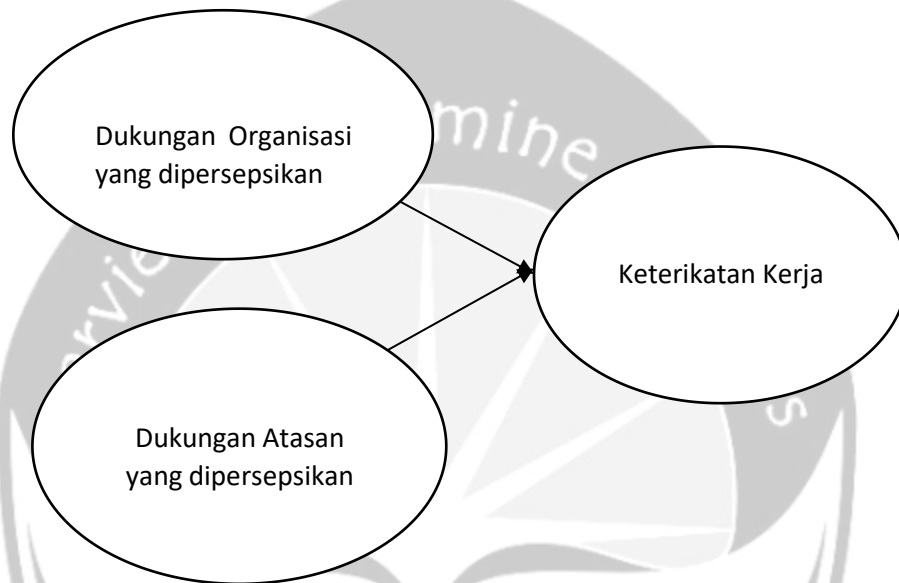 Dukungan Organisasi
yang dipersepsikan
Keterikatan Kerja
Dukungan Atasan
yang dipersepsikan